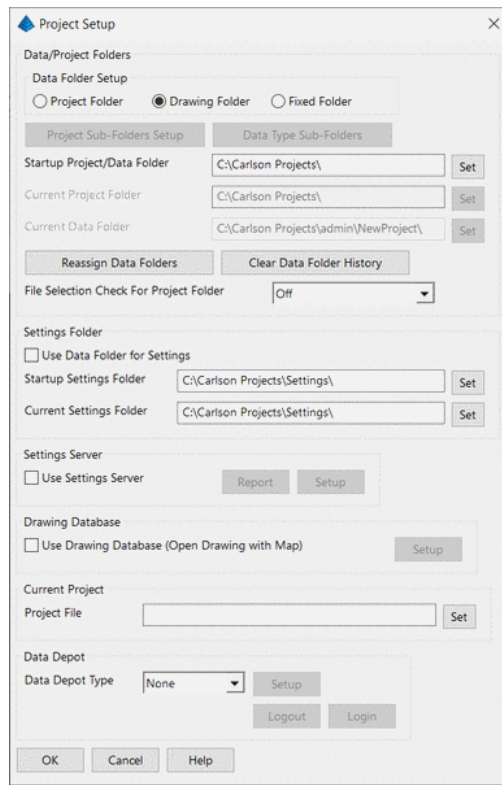 Project Setup
Data/Project Folders
Data Folder Setup
Project Folder Drawing Folder Fixed Folder
Project Sub-Folders Setup Data Type Sub-Folders
Startup Project/Data Folder C:\Carlson Projects\ Set
Current Project Folder C:\Carlson Projects\ Set
Current Data Folder C:\Carlson Projects\admin\NewProject\ Set
Reassign Data Folders Clear Data Folder History
File Selection Check For Project Folder Off
Settings Folder
Use Data Folder for Settings
Startup Settings Folder C:\Carlson Projects\Settings\ Set
Current Settings Folder C:\Carlson Projects\Settings\ Set
Settings Server
Use Settings Server Report Setup
Drawing Database
Use Drawing Database (Open Drawing with Map) Setup
Current Project
Project File Set
Data Depot
Data Depot Type None Setup
Logout Login
OK Cancel Help